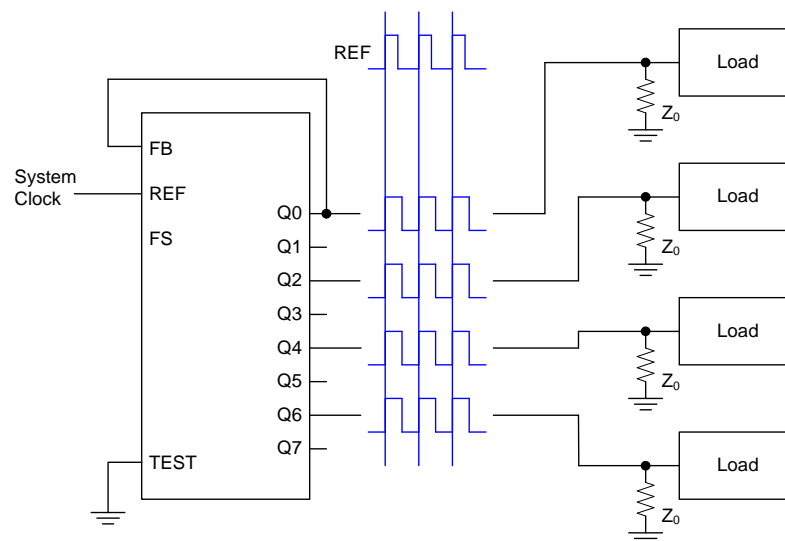 REF
Load
Z0
FB
System
Clock
REF
Load
Q0
FS
Q1
Z0
Q2
Q3
Load
Q4
Q5
Z0
Q6
Q7
TEST
Load
Z0